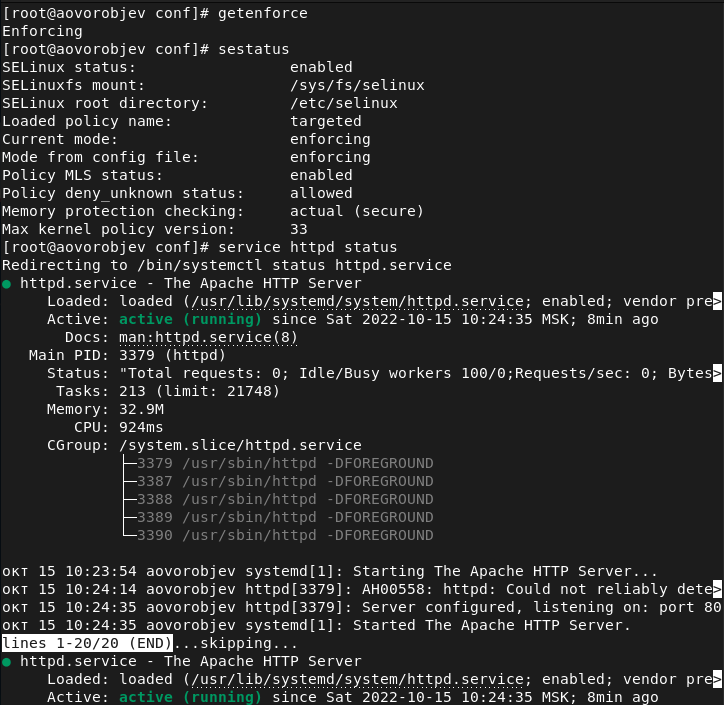 [root@aovorobjev conf]# getenforce
Enforcing
[root@aovorobjev conf]# sestatus
SELinux status:                 enabled
SELinuxfs mount:                /sys/fs/selinux
SELinux root directory:         /etc/selinux
Loaded policy name:             targeted
Current mode:                   enforcing
Mode from config file:          enforcing
Policy MLS status:              enabled
Policy deny_unknown status:     allowed
Memory protection checking:     actual (secure)
Max kernel policy version:      33
[root@aovorobjev conf]# service httpd status
Redirecting to /bin/systemctl status httpd.service
● httpd.service - The Apache HTTP Server
     Loaded: loaded (/usr/lib/systemd/system/httpd.service; enabled; vendor pre>
     Active: active (running) since Sat 2022-10-15 10:24:35 MSK; 8min ago
       Docs: man:httpd.service(8)
   Main PID: 3379 (httpd)
     Status: "Total requests: 0; Idle/Busy workers 100/0;Requests/sec: 0; Bytes>
      Tasks: 213 (limit: 21748)
     Memory: 32.9M
        CPU: 924ms
     CGroup: /system.slice/httpd.service
             ├─3379 /usr/sbin/httpd -DFOREGROUND
             ├─3387 /usr/sbin/httpd -DFOREGROUND
             ├─3388 /usr/sbin/httpd -DFOREGROUND
             ├─3389 /usr/sbin/httpd -DFOREGROUND
             └─3390 /usr/sbin/httpd -DFOREGROUND

окт 15 10:23:54 aovorobjev systemd[1]: Starting The Apache HTTP Server...
окт 15 10:24:14 aovorobjev httpd[3379]: AH00558: httpd: Could not reliably dete>
окт 15 10:24:35 aovorobjev httpd[3379]: Server configured, listening on: port 80
окт 15 10:24:35 aovorobjev systemd[1]: Started The Apache HTTP Server.
lines 1-20/20 (END)...skipping...
● httpd.service - The Apache HTTP Server
     Loaded: loaded (/usr/lib/systemd/system/httpd.service; enabled; vendor pre>
     Active: active (running) since Sat 2022-10-15 10:24:35 MSK; 8min ago